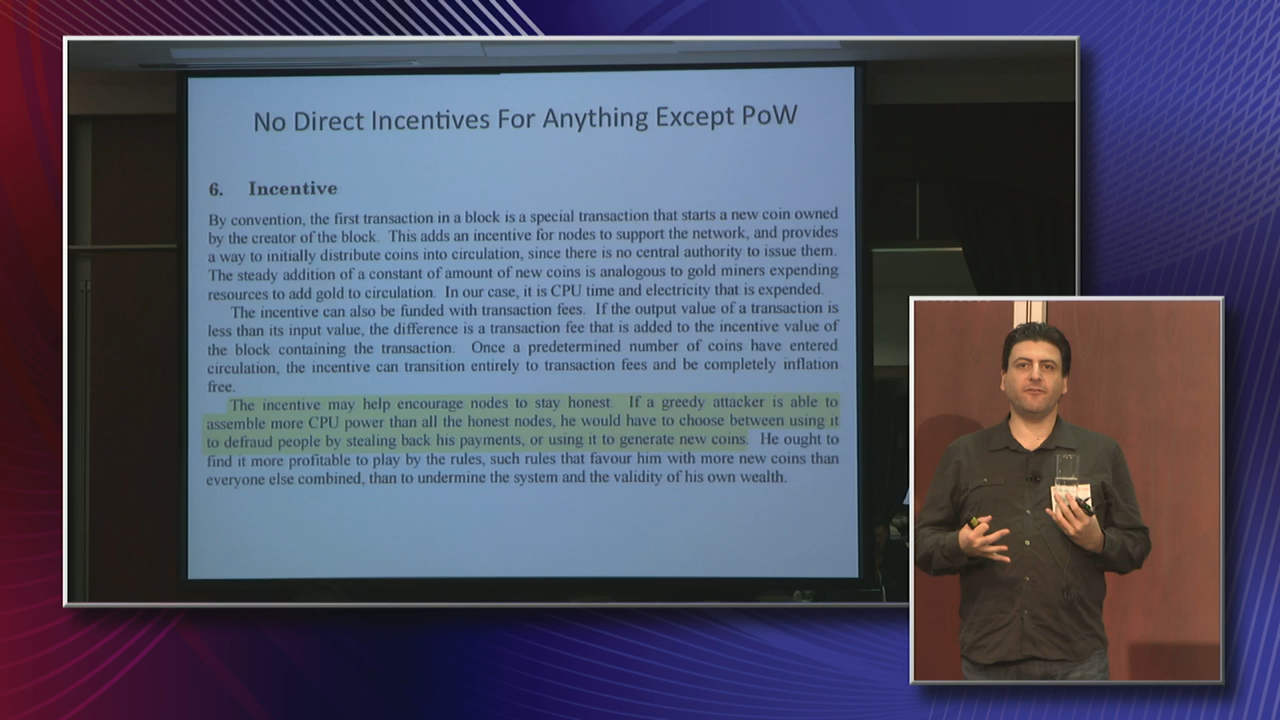 No Direct Incentives For Anything Except PoW
6. Incentive
By convention, the first transaction in a block is a special transaction that starts a new coin owned
by the creator of the block. This adds an incentive for nodes to support the network, and provides
a way to initially distribute coins into circulation, since there is no central authority to issue them.
The steady addition of a constant of amount of new coins is analogous to gold miners expending
resources to add gold to circulation. In our case, it is CPU time and electricity that is expended.
The incentive can also be funded with transaction fees. If the output value of a transaction is
less than its input value, the difference is a transaction fee that is added to the incentive value of
the block containing the transaction. Once a predetermined number of coins have entered
circulation, the incentive can transition entirely to transaction fees and be completely inflation
free.
The incentive may help encourage nodes to stay honest. If a greedy attacker is able to
assemble more CPU power than all the honest nodes, he would have to choose between using it
to defraud people by stealing back his payments, or using it to generate new coins. He ought to
find it more profitable to play by the rules, such rules that favour him with more new coins than
everyone else combined, than to undermine the system and the validity of his own wealth.